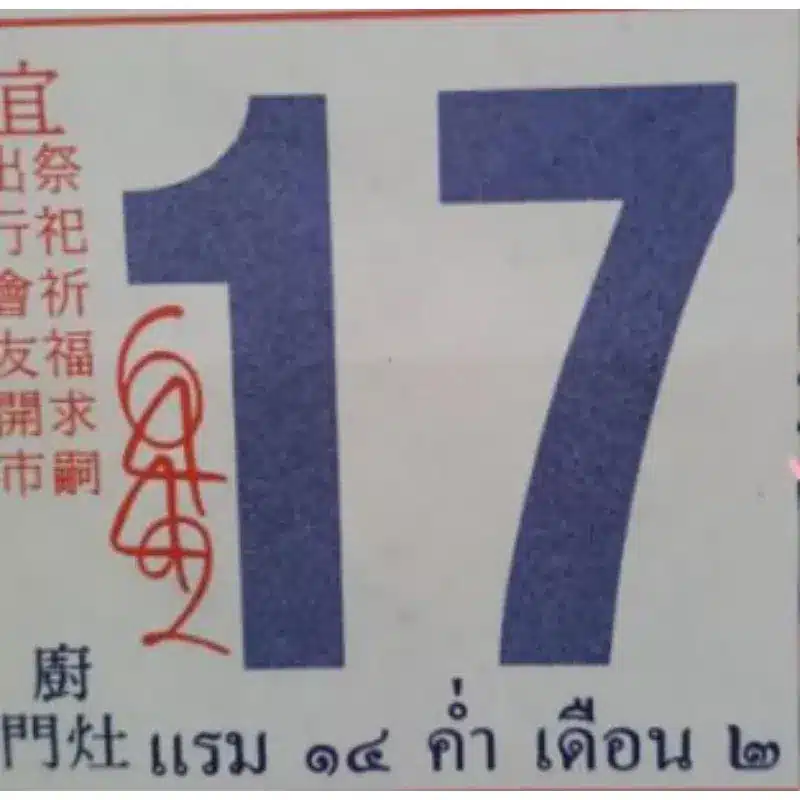 宜
祭祀祈福求嗣
出行會友開市
17
廚
灶
門
แรม ๑๔ ค่ำ เดือน ๒